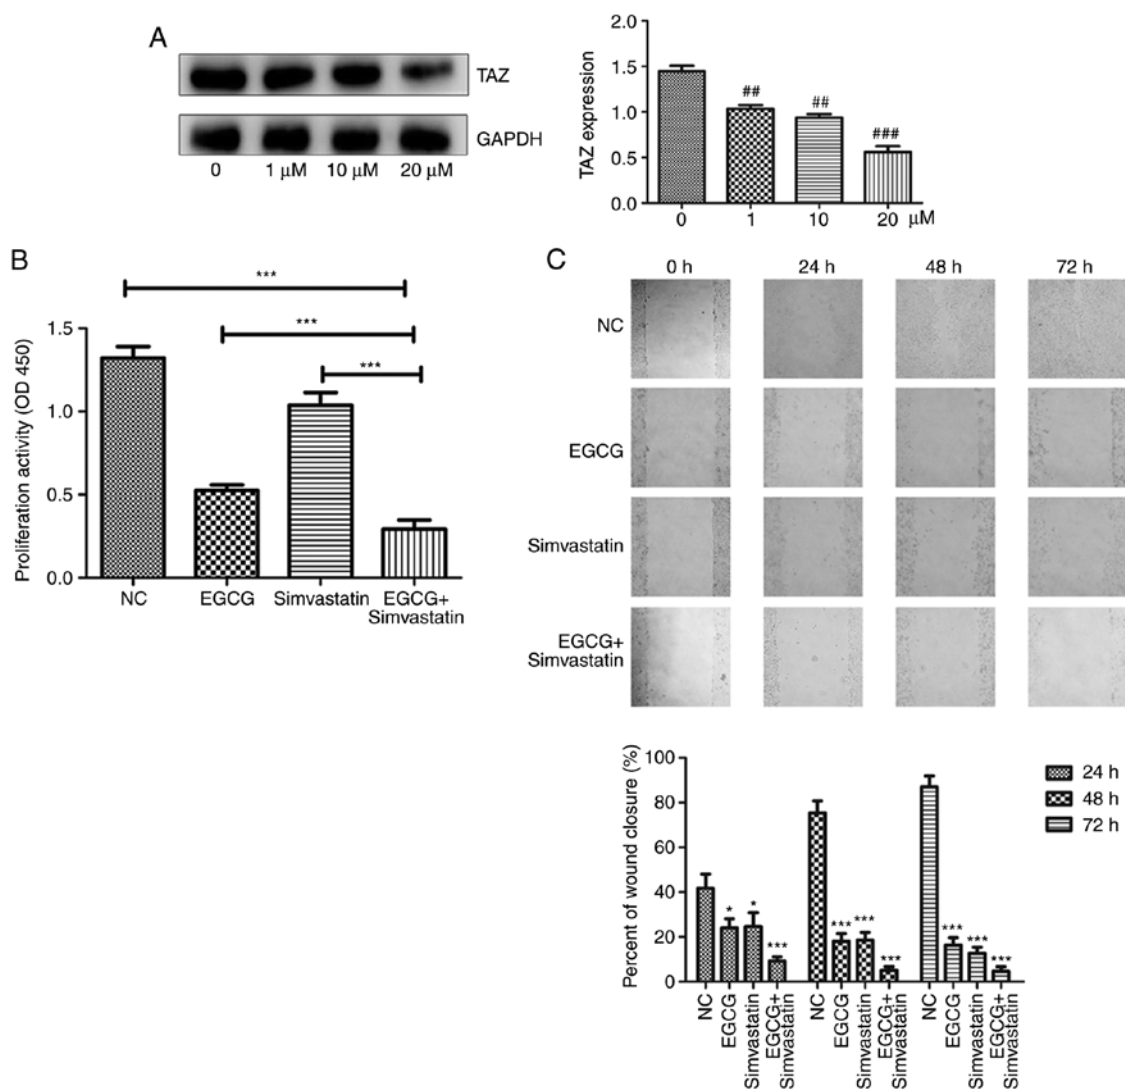 A
TAZ
GAPDH
0 1 μM 10 μM 20 μM
TAZ expression
2.0
1.5
1.0
0.5
0.0
##
##
###
0 1 10 20 μM
B
***
***
***
Proliferation activity (OD 450)
1.5
1.0
0.5
0.0
NC EGCG Simvastatin EGCG+
Simvastatin
C
0 h 24 h 48 h 72 h
NC
EGCG
Simvastatin
EGCG+
Simvastatin
Percent of wound closure (%)
100
80
60
40
20
0
* * ***
*** *** ***
*** *** ***
NC
EGCG
Simvastatin
EGCG+
Simvastatin
NC
EGCG
Simvastatin
EGCG+
Simvastatin
NC
EGCG
Simvastatin
EGCG+
Simvastatin
24 h
48 h
72 h